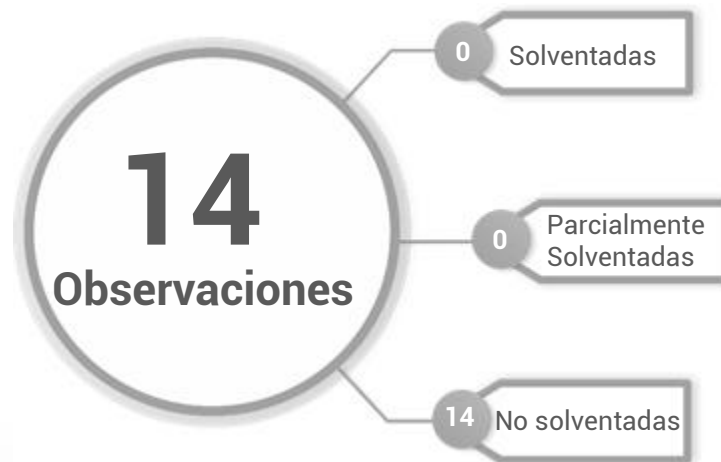 14
Observaciones
0
Solventadas
0
Parcialmente
Solventadas
14
No solventadas